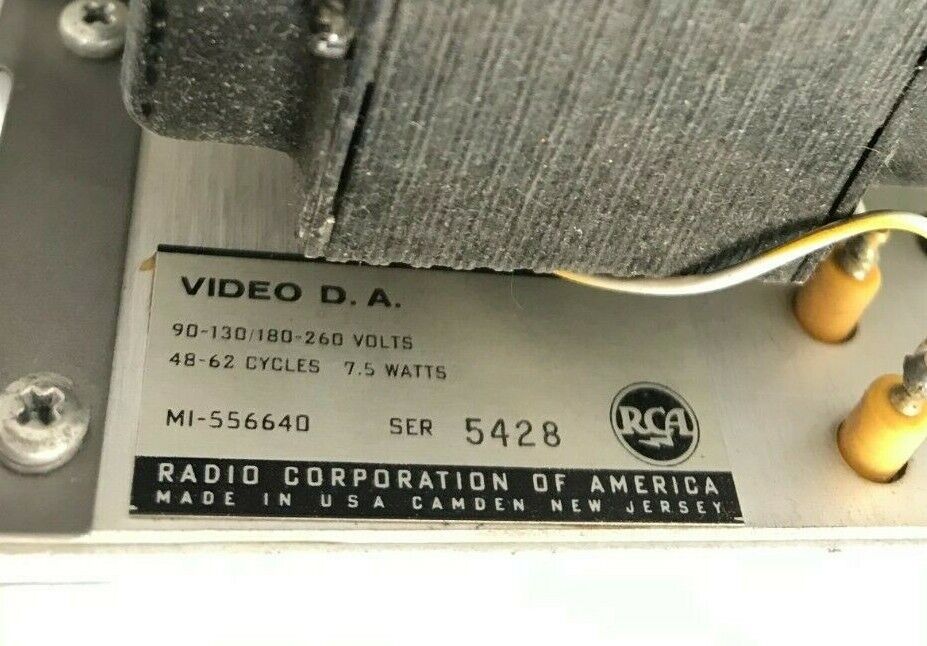 VIDEO D. A.
90-130/180-260 VOLTS
48-62 CYCLES 7.5 WATTS
MI-556640 SER 5428 RCA
RADIO CORPORATION OF AMERICA
MADE IN USA CAMDEN NEW JERSEY